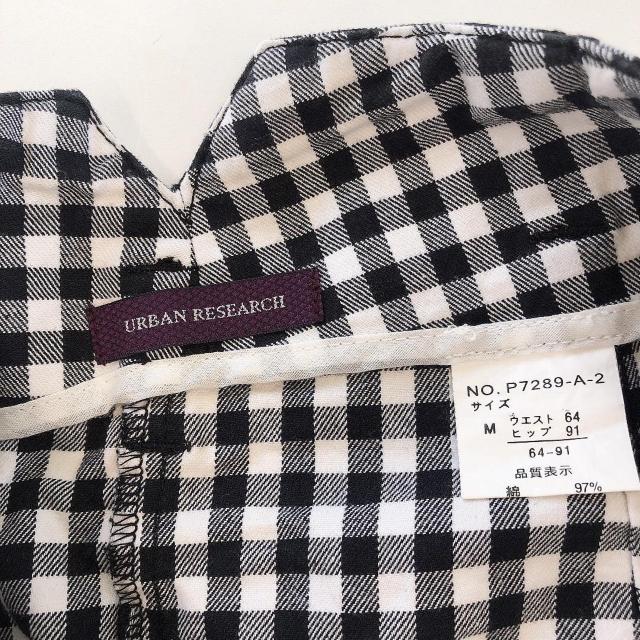 URBAN RESEARCH
NO. P7289-A-2
サイズ
M ウエスト 64
ヒップ 91
64-91
品質表示
綿 97%